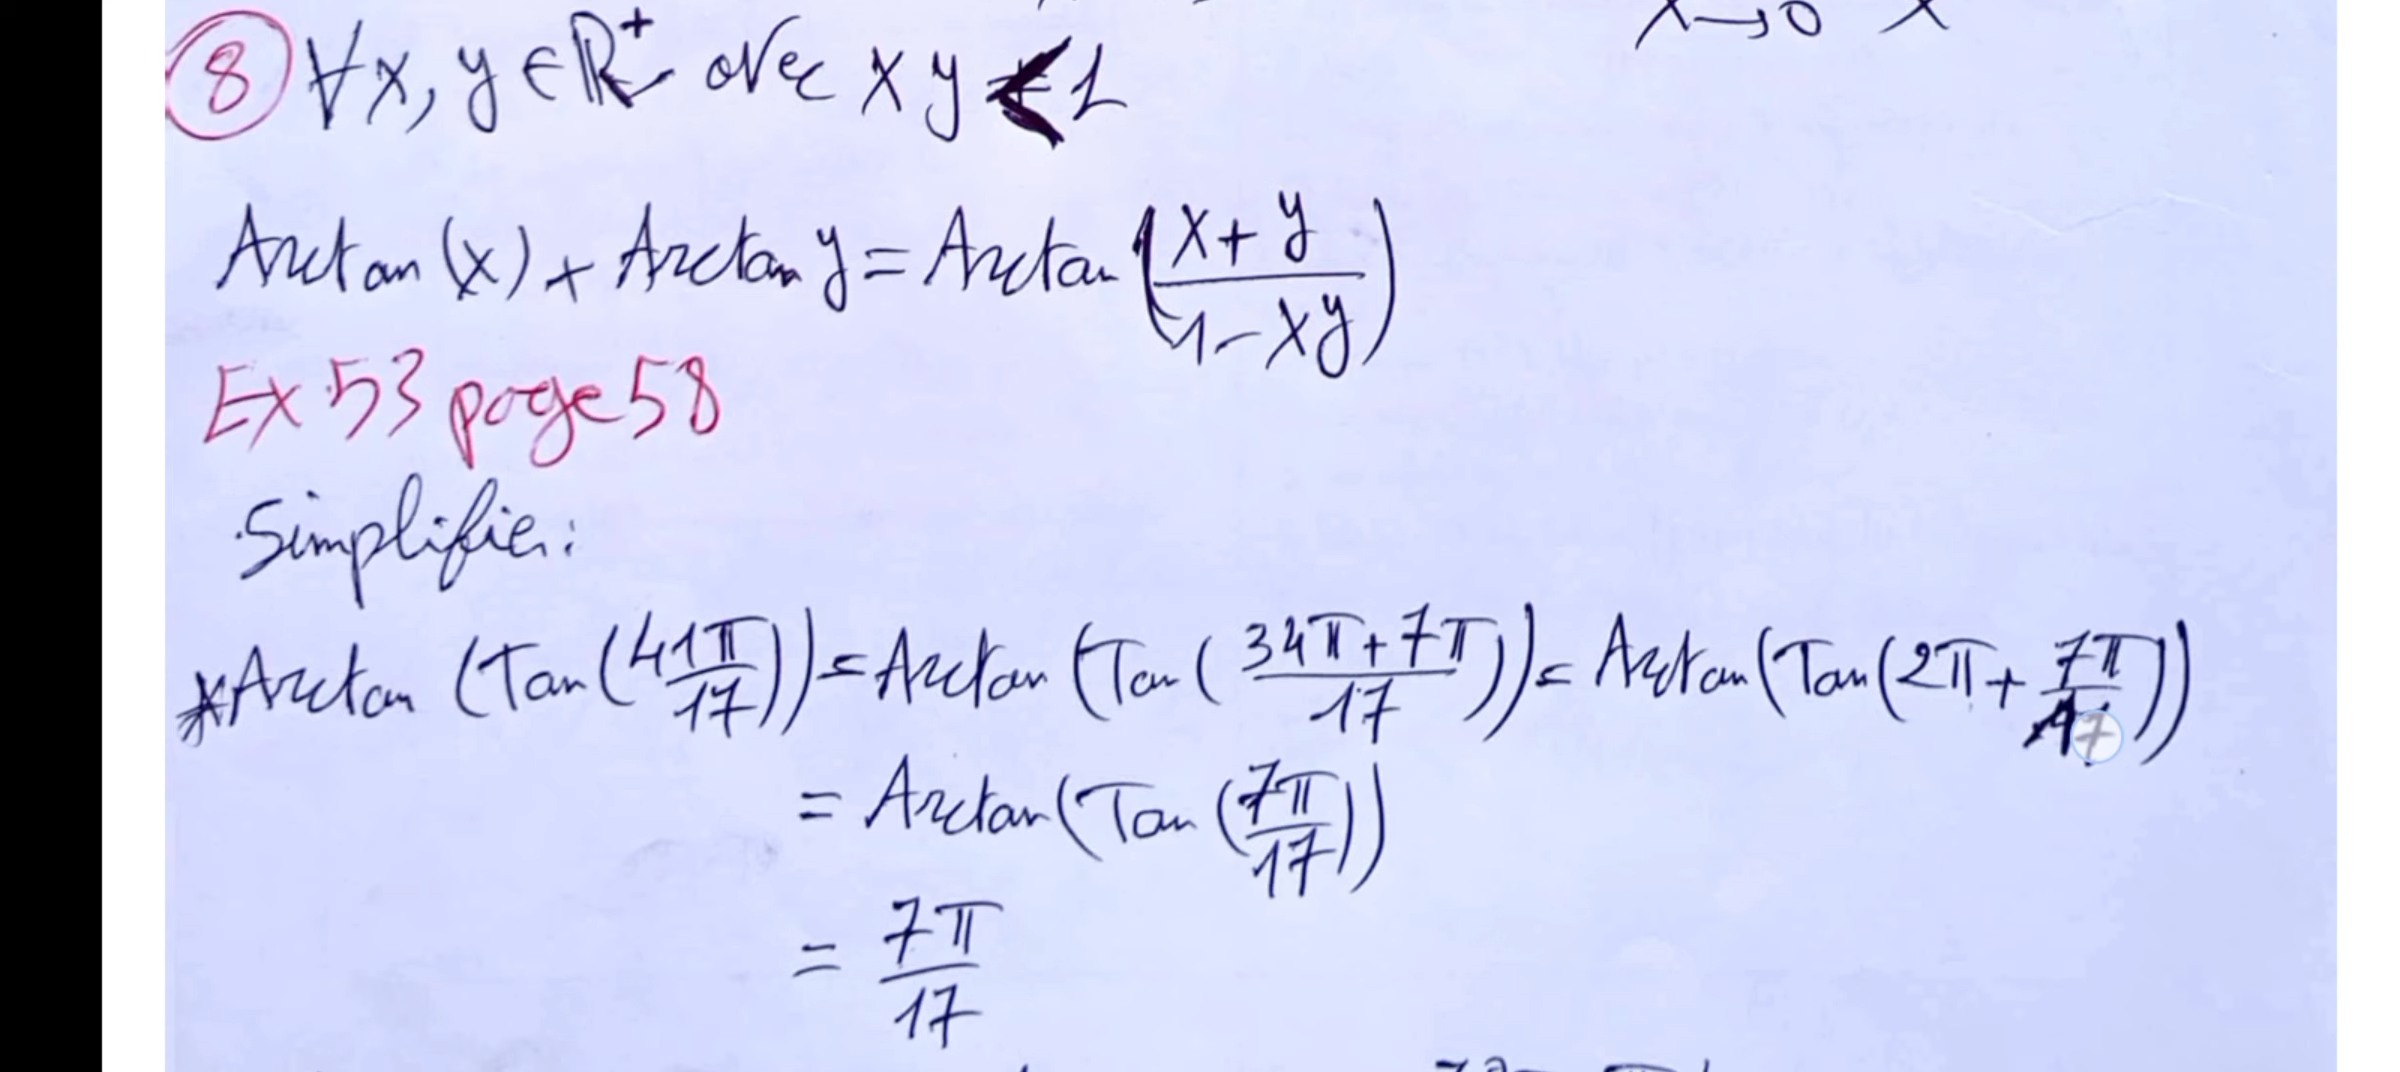 x→0 x
⑧ ∀x, y ∈ ℝ⁺ avec xy < 1
Arctan(x) + Arctan y = Arctan((x+y)/(1-xy))
Ex 53 page 58
Simplifier:
*Arctan (Tan(41π/17)) = Arctan (Tan((34π+7π)/17)) = Arctan(Tan(2π + 7π/17))
= Arctan(Tan(7π/17))
= 7π/17